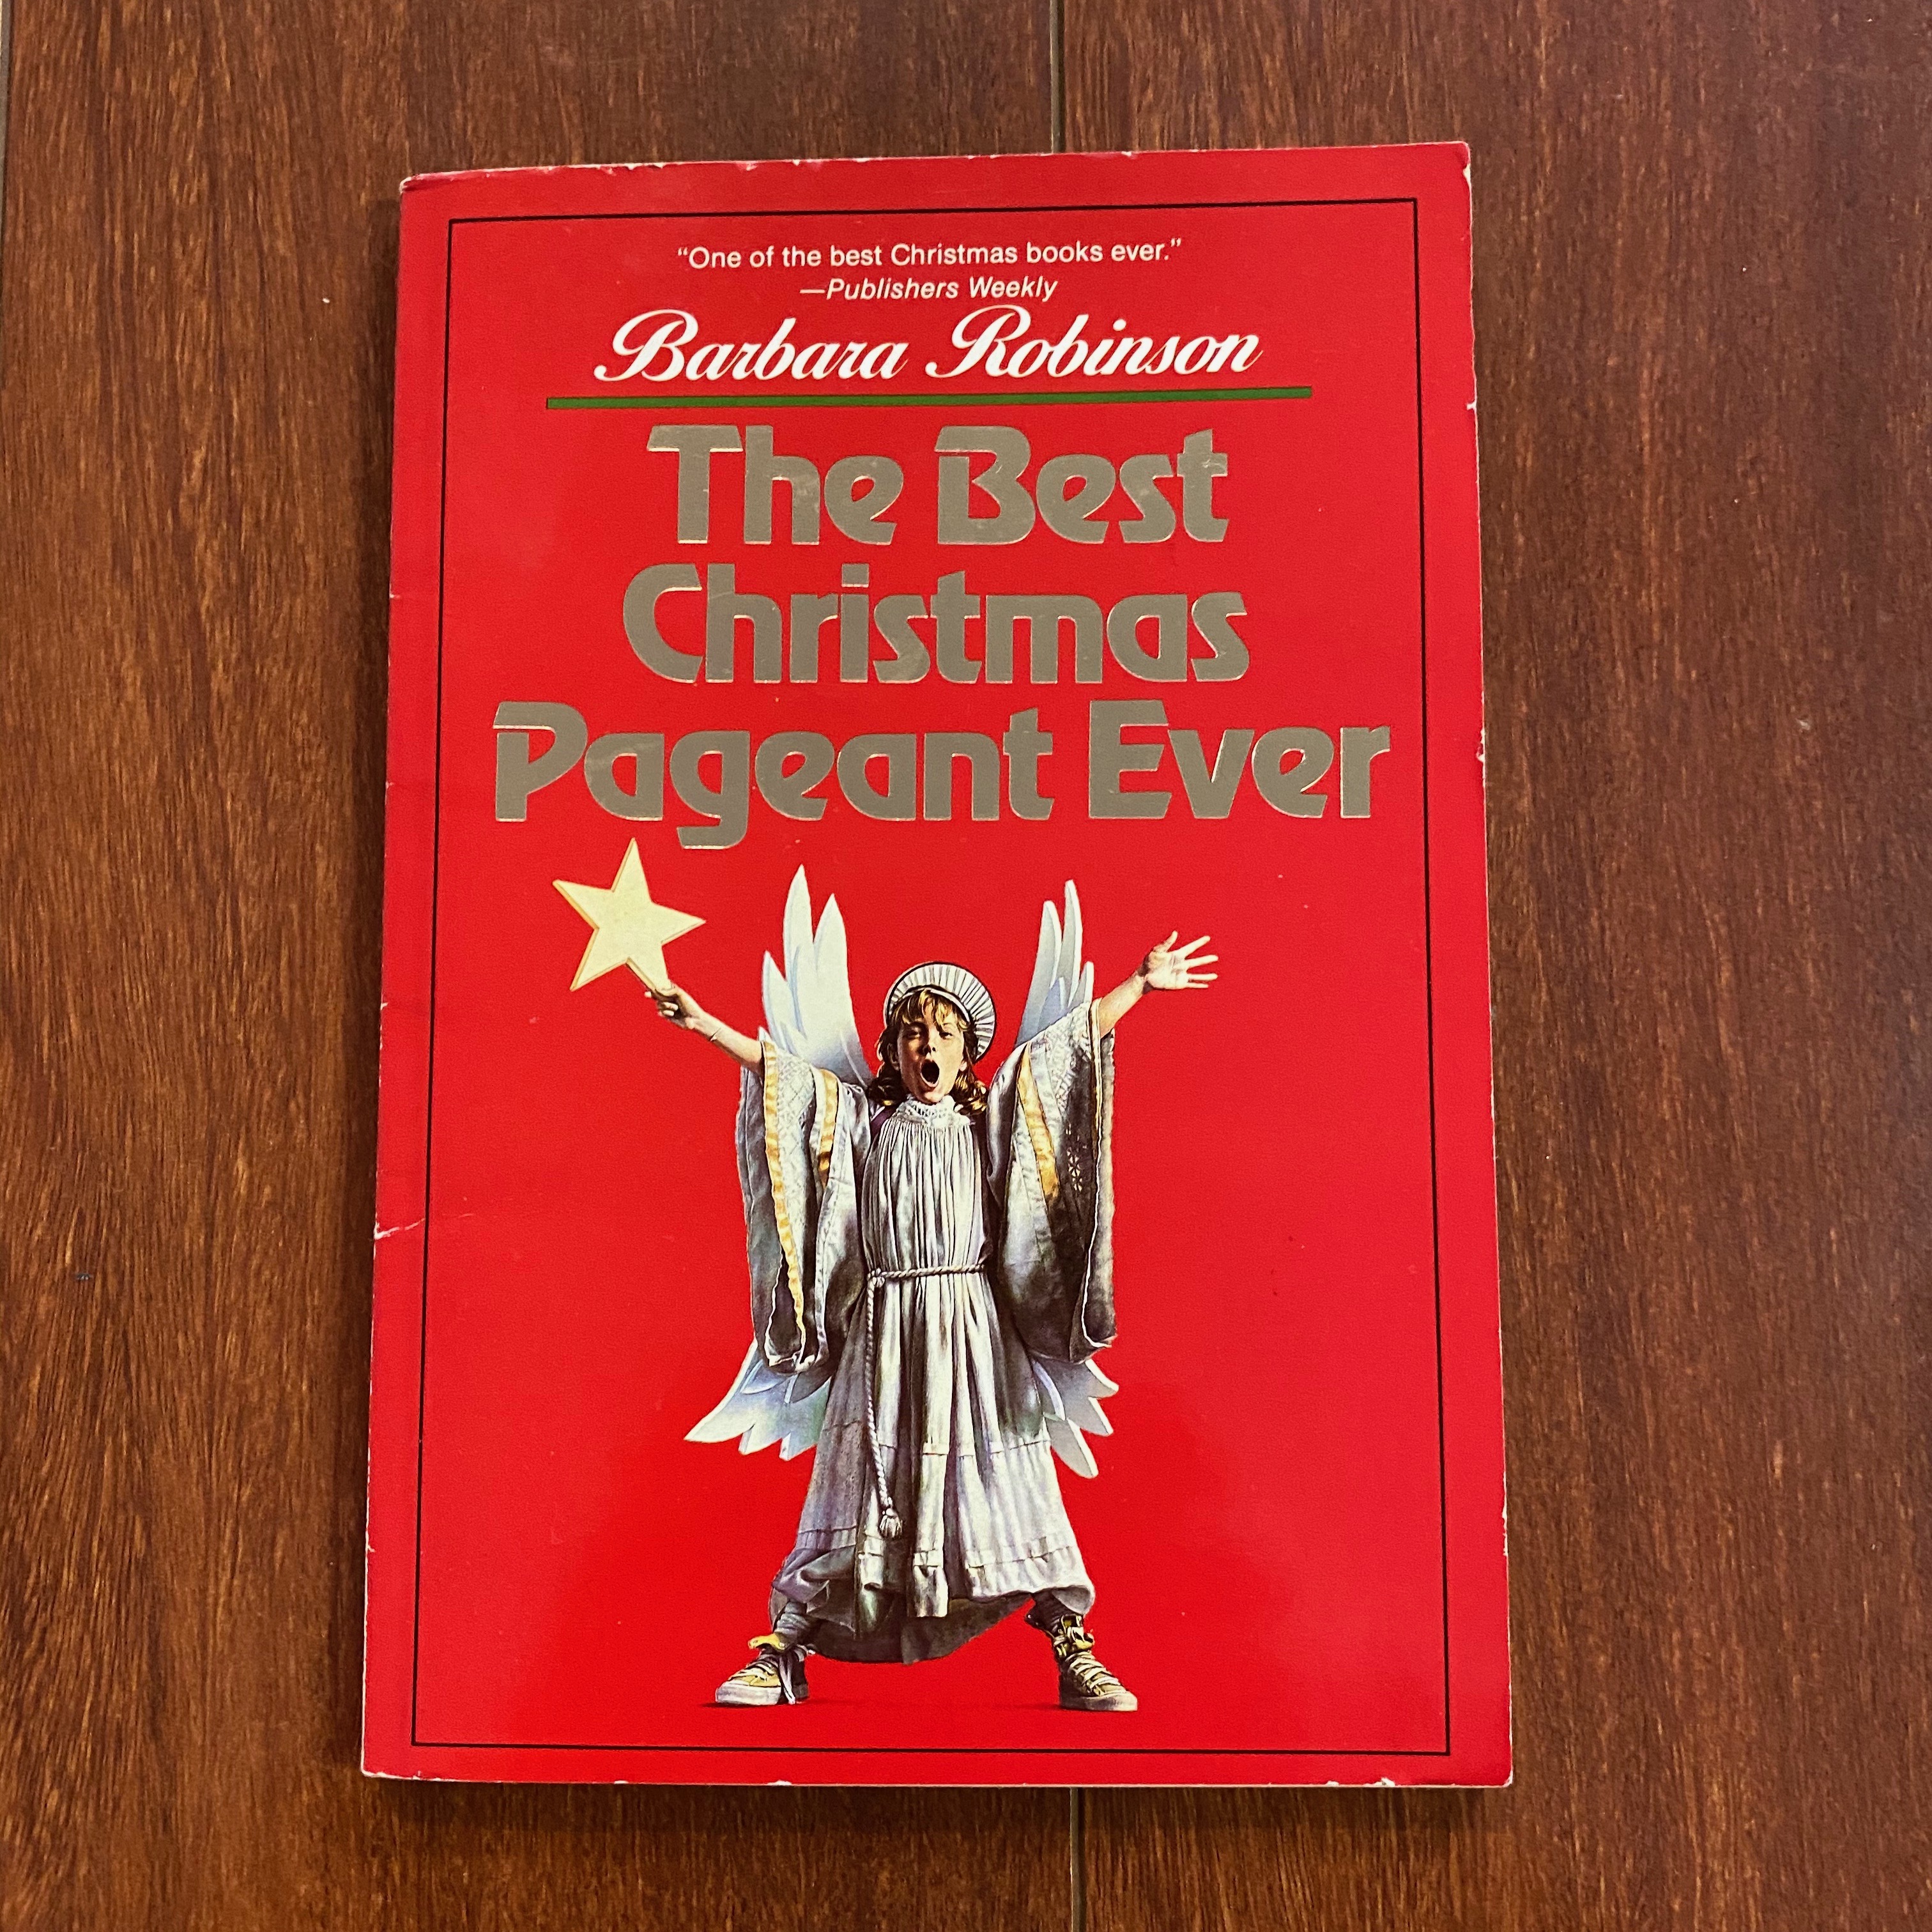 “One of the best Christmas books ever.”
—Publishers Weekly
Barbara Robinson
The Best
Christmas
Pageant Ever